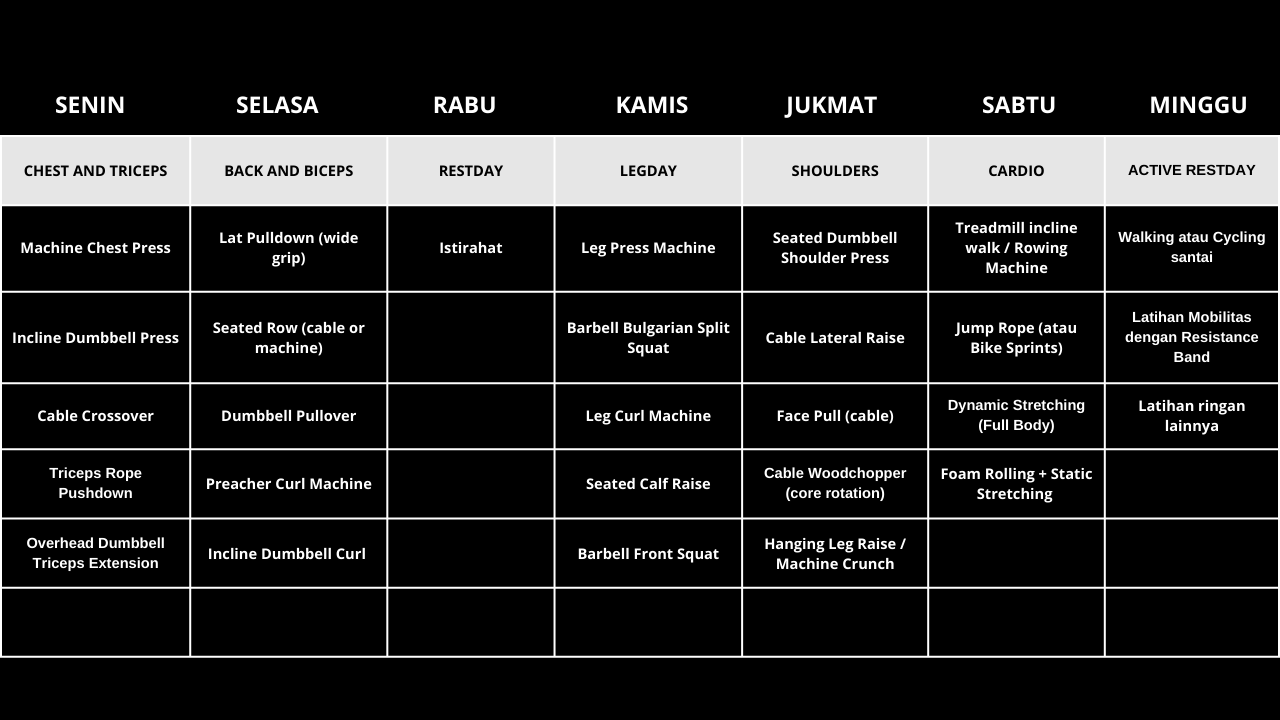 SENIN SELASA RABU KAMIS JUKMAT SABTU MINGGU
CHEST AND TRICEPS BACK AND BICEPS RESTDAY LEGDAY SHOULDERS CARDIO ACTIVE RESTDAY
Machine Chest Press
Lat Pulldown (wide
grip)
Istirahat
Leg Press Machine
Seated Dumbbell
Shoulder Press
Treadmill incline
walk / Rowing
Machine
Walking atau Cycling
santai
Incline Dumbbell Press
Seated Row (cable or
machine)
Barbell Bulgarian Split
Squat
Cable Lateral Raise
Jump Rope (atau
Bike Sprints)
Latihan Mobilitas
dengan Resistance
Band
Cable Crossover
Dumbbell Pullover
Leg Curl Machine
Face Pull (cable)
Dynamic Stretching
(Full Body)
Latihan ringan
lainnya
Triceps Rope
Pushdown
Preacher Curl Machine
Seated Calf Raise
Cable Woodchopper
(core rotation)
Foam Rolling + Static
Stretching
Overhead Dumbbell
Triceps Extension
Incline Dumbbell Curl
Barbell Front Squat
Hanging Leg Raise /
Machine Crunch